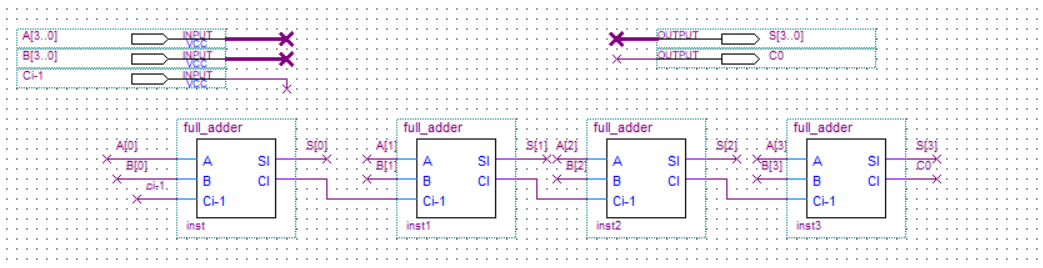 A[3..0] INPUT VCC OUTPUT S[3..0]
B[3..0] INPUT VCC OUTPUT C0
Ci-1 INPUT VCC
full_adder full_adder full_adder full_adder
A[0] S[0] A[1] S[1] A[2] S[2] A[3] S[3]
A SI A SI A SI A SI
B[0] B[1] B[2] B[3] C0
B CI B CI B CI B CI
ci-1
Ci-1 Ci-1 Ci-1 Ci-1
inst inst1 inst2 inst3